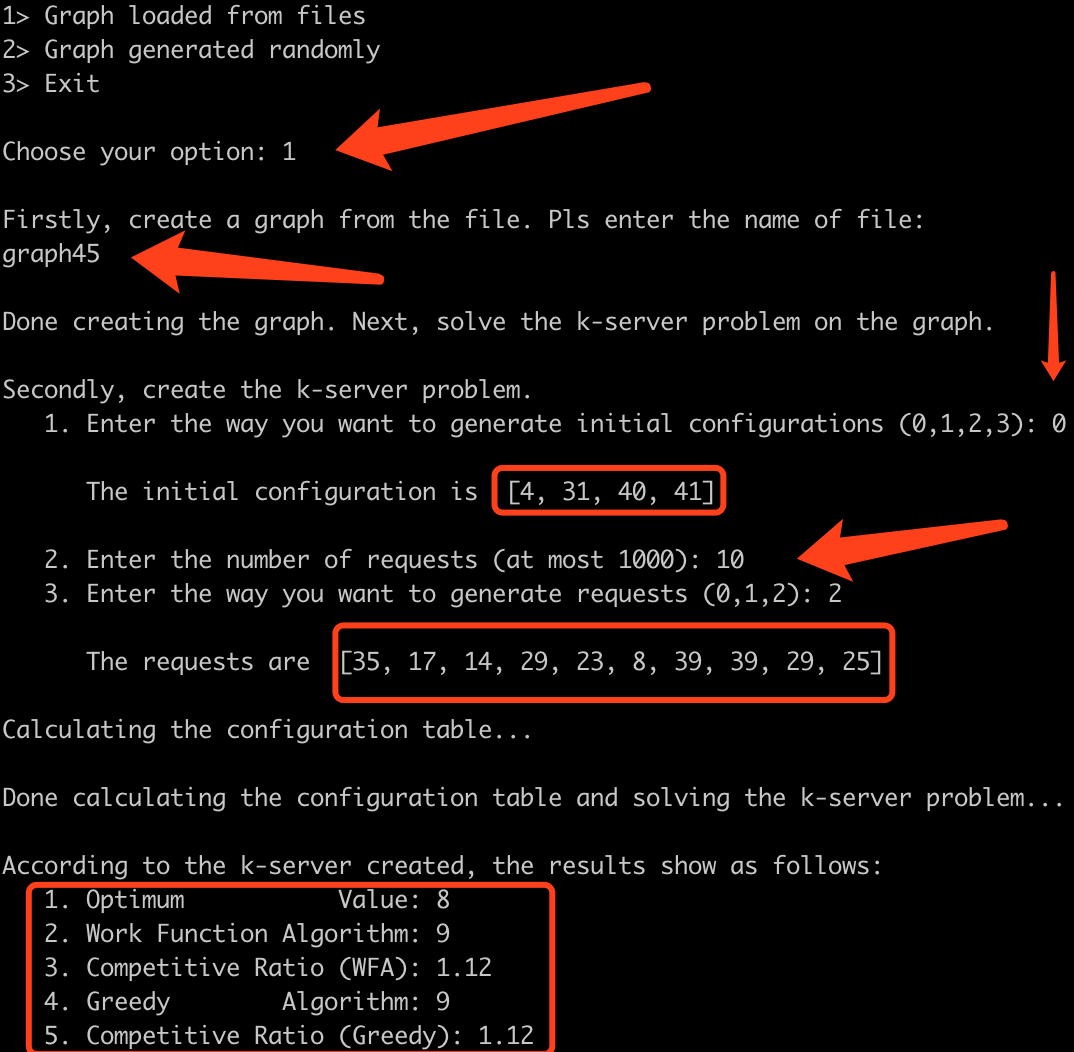 1> Graph loaded from files
2> Graph generated randomly
3> Exit
Choose your option: 1
Firstly, create a graph from the file. Pls enter the name of file:
graph45
Done creating the graph. Next, solve the k-server problem on the graph.
Secondly, create the k-server problem.
1. Enter the way you want to generate initial configurations (0,1,2,3): 0
The initial configuration is [4, 31, 40, 41]
2. Enter the number of requests (at most 1000): 10
3. Enter the way you want to generate requests (0,1,2): 2
The requests are [35, 17, 14, 29, 23, 8, 39, 39, 29, 25]
Calculating the configuration table...
Done calculating the configuration table and solving the k-server problem...
According to the k-server created, the results show as follows:
1. Optimum Value: 8
2. Work Function Algorithm: 9
3. Competitive Ratio (WFA): 1.12
4. Greedy Algorithm: 9
5. Competitive Ratio (Greedy): 1.12